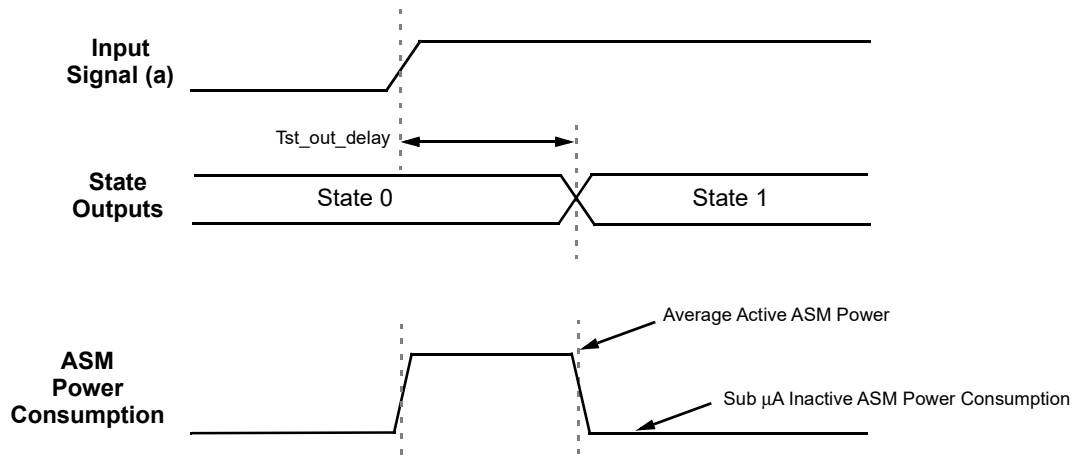 Input
Signal (a)
Tst_out_delay
State
Outputs
State 0
State 1
Average Active ASM Power
ASM
Power
Consumption
Sub μA Inactive ASM Power Consumption